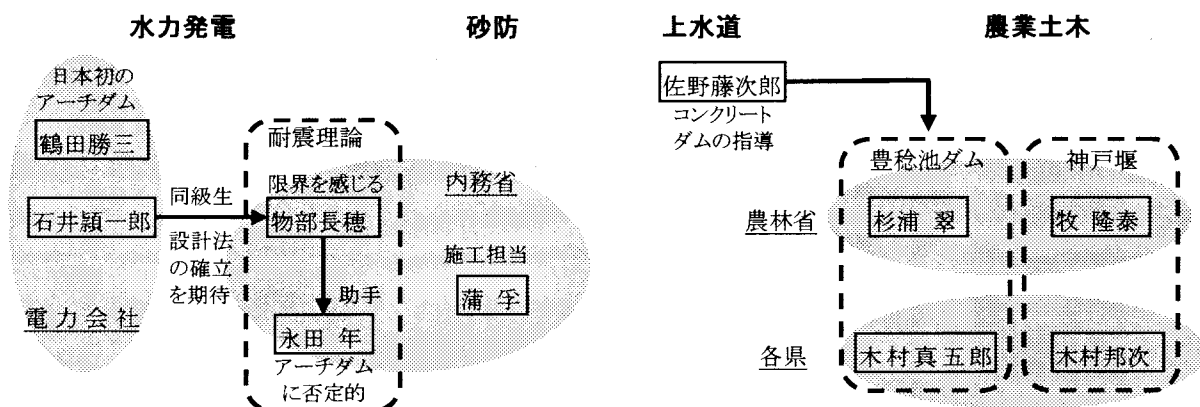 水力発電
砂防
上水道
農業土木
日本初の
アーチダム
鶴田勝三
石井頴一郎
電力会社
同級生
設計法
の確立
を期待
耐震理論
限界を感じる
物部長穂
助手
永田 年
アーチダム
に否定的
内務省
施工担当
蒲 孚
佐野藤次郎
コンクリート
ダムの指導
豊稔池ダム
神戸堰
農林省
杉浦 翠
牧 隆泰
各県
木村真五郎
木村邦次